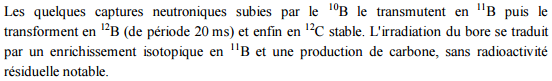 Les quelques captures neutroniques subies par le ¹⁰B le transmutent en ¹¹B puis le
transforment en ¹²B (de période 20 ms) et enfin en ¹²C stable. L'irradiation du bore se traduit
par un enrichissement isotopique en ¹¹B et une production de carbone, sans radioactivité
résiduelle notable.